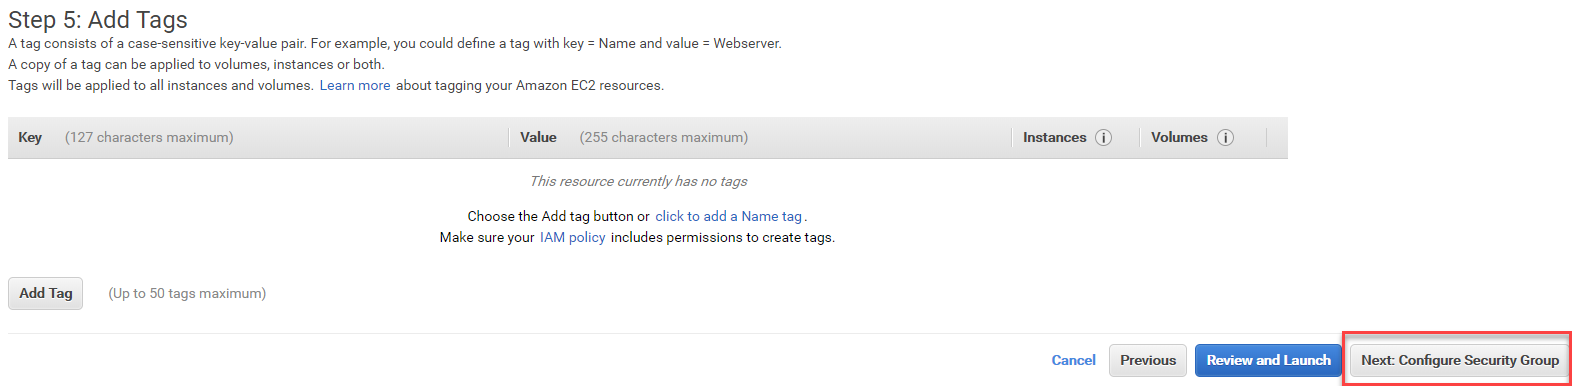 Step 5: Add Tags
A tag consists of a case-sensitive key-value pair. For example, you could define a tag with key = Name and value = Webserver.
A copy of a tag can be applied to volumes, instances or both.
Tags will be applied to all instances and volumes. Learn more about tagging your Amazon EC2 resources.
Key (127 characters maximum) Value (255 characters maximum) Instances i Volumes i
This resource currently has no tags
Choose the Add tag button or click to add a Name tag.
Make sure your IAM policy includes permissions to create tags.
Add Tag (Up to 50 tags maximum)
Cancel Previous Review and Launch Next: Configure Security Group